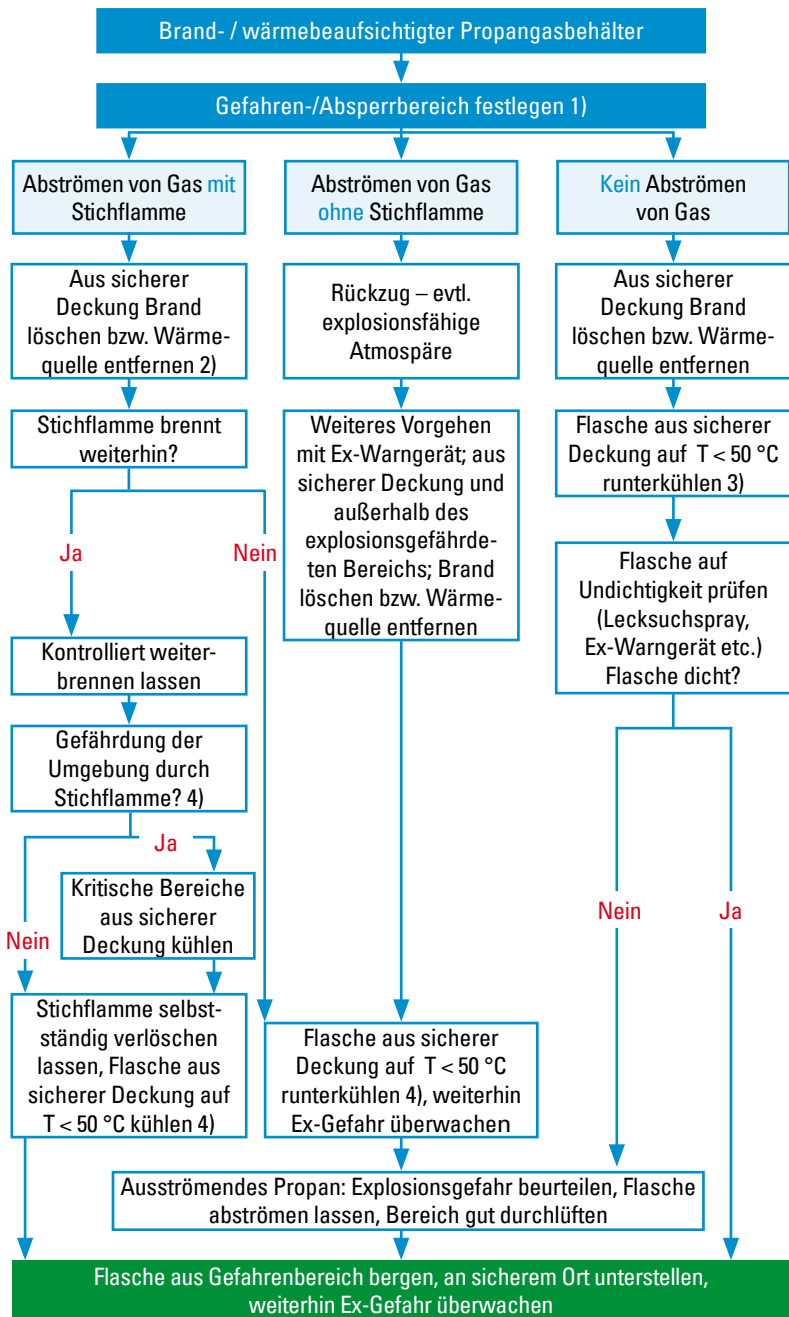 Brand- / wärmebeaufsichtigter Propangasbehälter
Gefahren-/Absperrbereich festlegen 1)
Abströmen von Gas mit
Stichflamme
Aus sicherer
Deckung Brand
löschen bzw. Wärme-
quelle entfernen 2)
Stichflamme brennt
weiterhin?
Ja
Nein
Kontrolliert weiter-
brennen lassen
Gefährdung der
Umgebung durch
Stichflamme? 4)
Ja
Kritische Bereiche
aus sicherer
Deckung kühlen
Nein
Stichflamme selbst-
ständig verlöschen
lassen, Flasche aus
sicherer Deckung auf
T < 50 °C kühlen 4)
Abströmen von Gas
ohne Stichflamme
Rückzug – evtl.
explosionsfähige
Atmospäre
Weiteres Vorgehen
mit Ex-Warngerät; aus
sicherer Deckung und
außerhalb des
explosionsgefährde-
ten Bereichs; Brand
löschen bzw. Wärme-
quelle entfernen
Flasche aus sicherer
Deckung auf T < 50 °C
runterkühlen 4), weiterhin
Ex-Gefahr überwachen
Kein Abströmen
von Gas
Aus sicherer
Deckung Brand
löschen bzw. Wärme-
quelle entfernen
Flasche aus sicherer
Deckung auf T < 50 °C
runterkühlen 3)
Flasche auf
Undichtigkeit prüfen
(Lecksuchspray,
Ex-Warngerät etc.)
Flasche dicht?
Nein
Ja
Ausströmendes Propan: Explosionsgefahr beurteilen, Flasche
abströmen lassen, Bereich gut durchlüften
Flasche aus Gefahrenbereich bergen, an sicherem Ort unterstellen,
weiterhin Ex-Gefahr überwachen